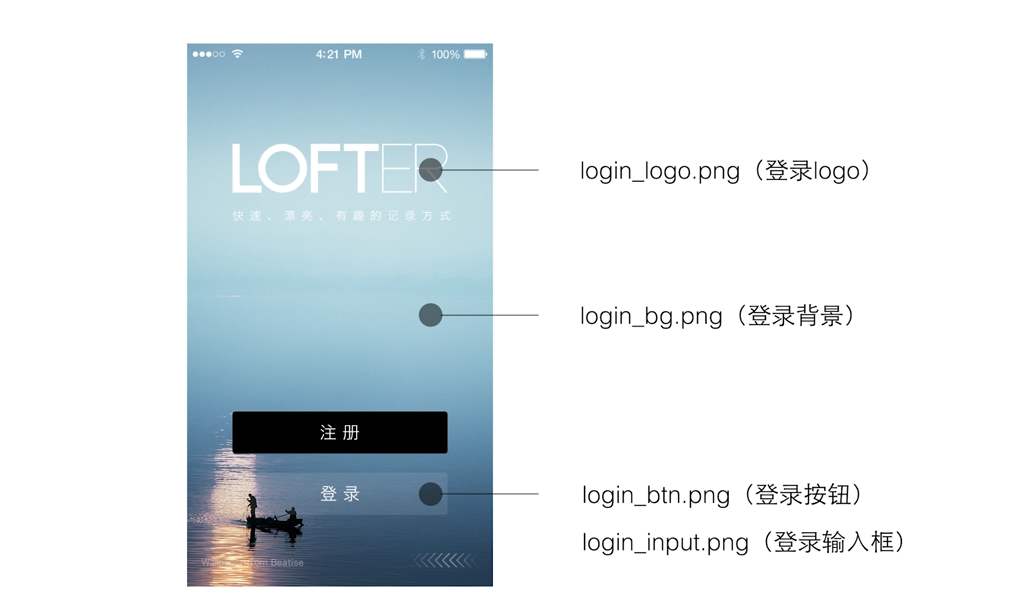 4:21 PM
100%
LOFTER
快速、漂亮、有趣的记录方式
login_logo.png（登录logo）
login_bg.png（登录背景）
注册
登录
login_btn.png（登录按钮）
login_input.png（登录输入框）
from Beatise